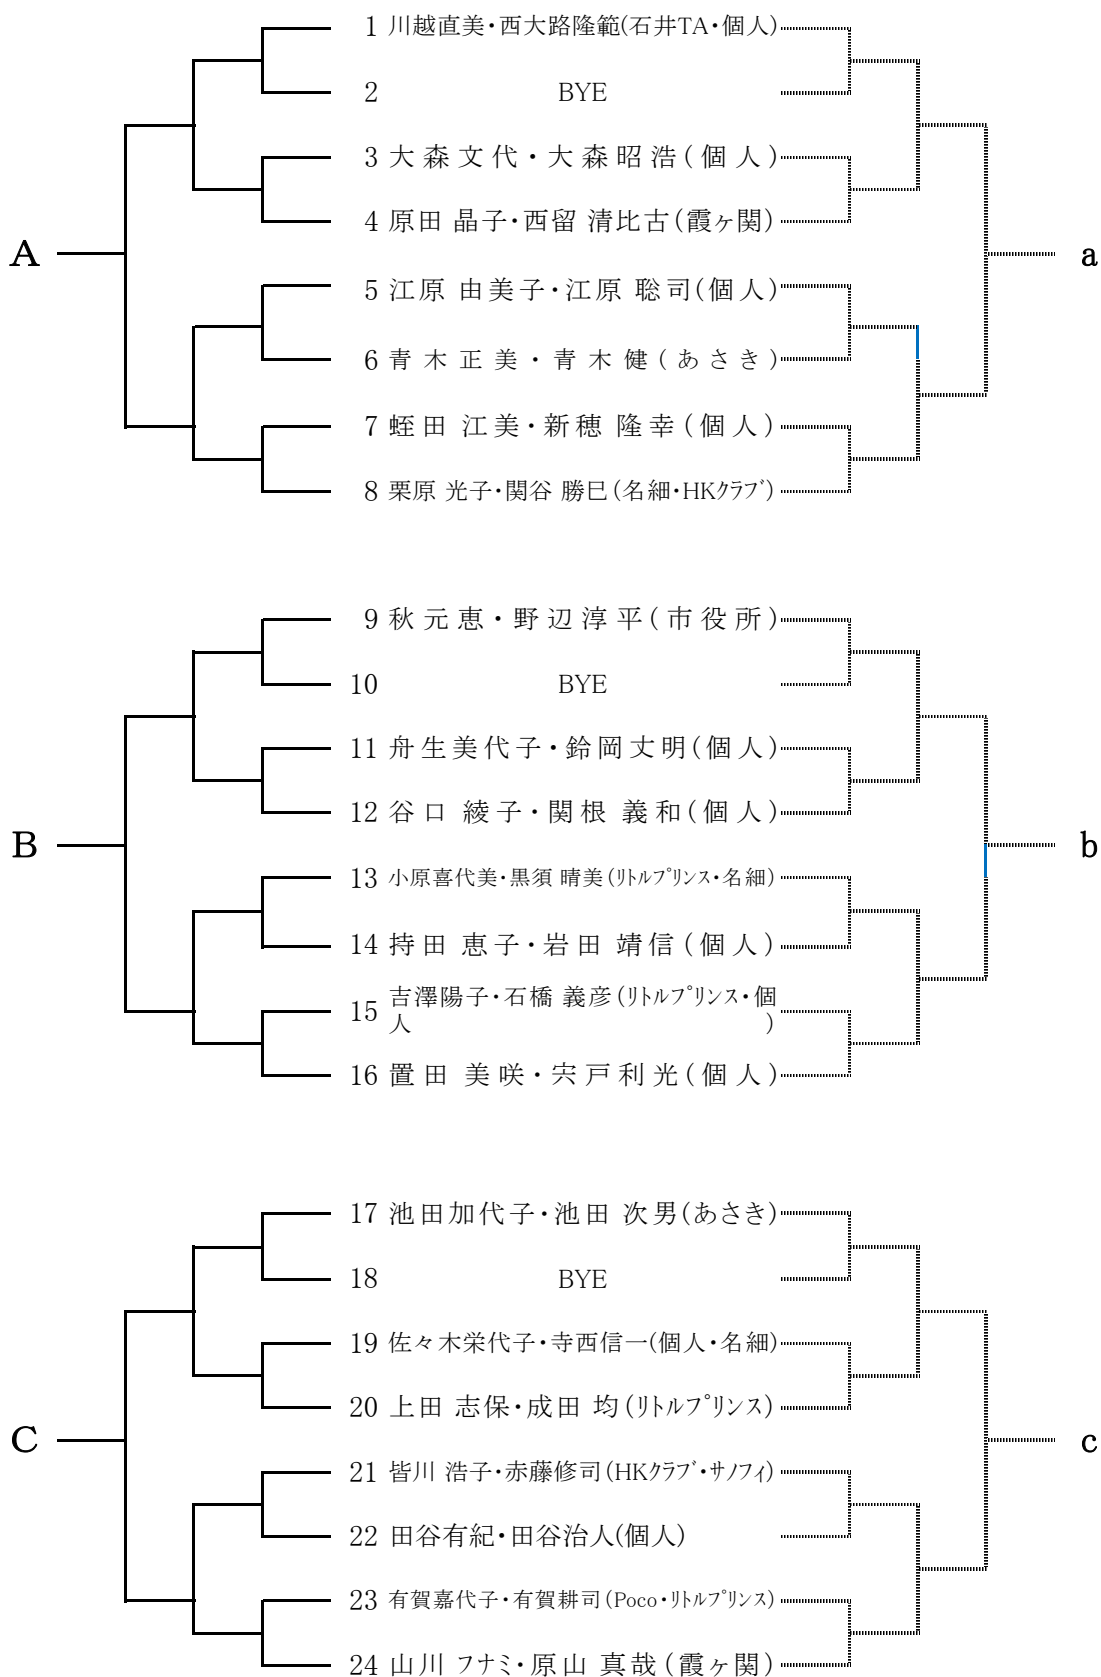 1 川越直美・西大路隆範(石井TA・個人)
2 BYE
3 大森文代・大森昭浩(個人)
4 原田 晶子・西留 清比古(霞ヶ関)
A a
5 江原 由美子・江原 聡司(個人)
6 青木正美・青木健(あさき)
7 蛭田 江美・新穂 隆幸(個人)
8 栗原 光子・関谷 勝巳(名細・HKｸﾗﾌﾞ)
9 秋元恵・野辺淳平(市役所)
10 BYE
11 舟生美代子・鈴岡丈明(個人)
12 谷口 綾子・関根 義和(個人)
B b
13 小原喜代美・黒須 晴美(ﾘﾄﾙﾌﾟﾘﾝｽ・名細)
14 持田 恵子・岩田 靖信(個人)
15 吉澤陽子・石橋 義彦(ﾘﾄﾙﾌﾟﾘﾝｽ・個
人)
16 置田 美咲・宍戸利光(個人)
17 池田加代子・池田 次男(あさき)
18 BYE
19 佐々木栄代子・寺西信一(個人・名細)
20 上田 志保・成田 均(ﾘﾄﾙﾌﾟﾘﾝｽ)
C c
21 皆川 浩子・赤藤修司(HKｸﾗﾌﾞ・ｻﾉﾌｨ)
22 田谷有紀・田谷治人(個人)
23 有賀嘉代子・有賀耕司(Poco・ﾘﾄﾙﾌﾟﾘﾝｽ)
24 山川 フナミ・原山 真哉(霞ヶ関)